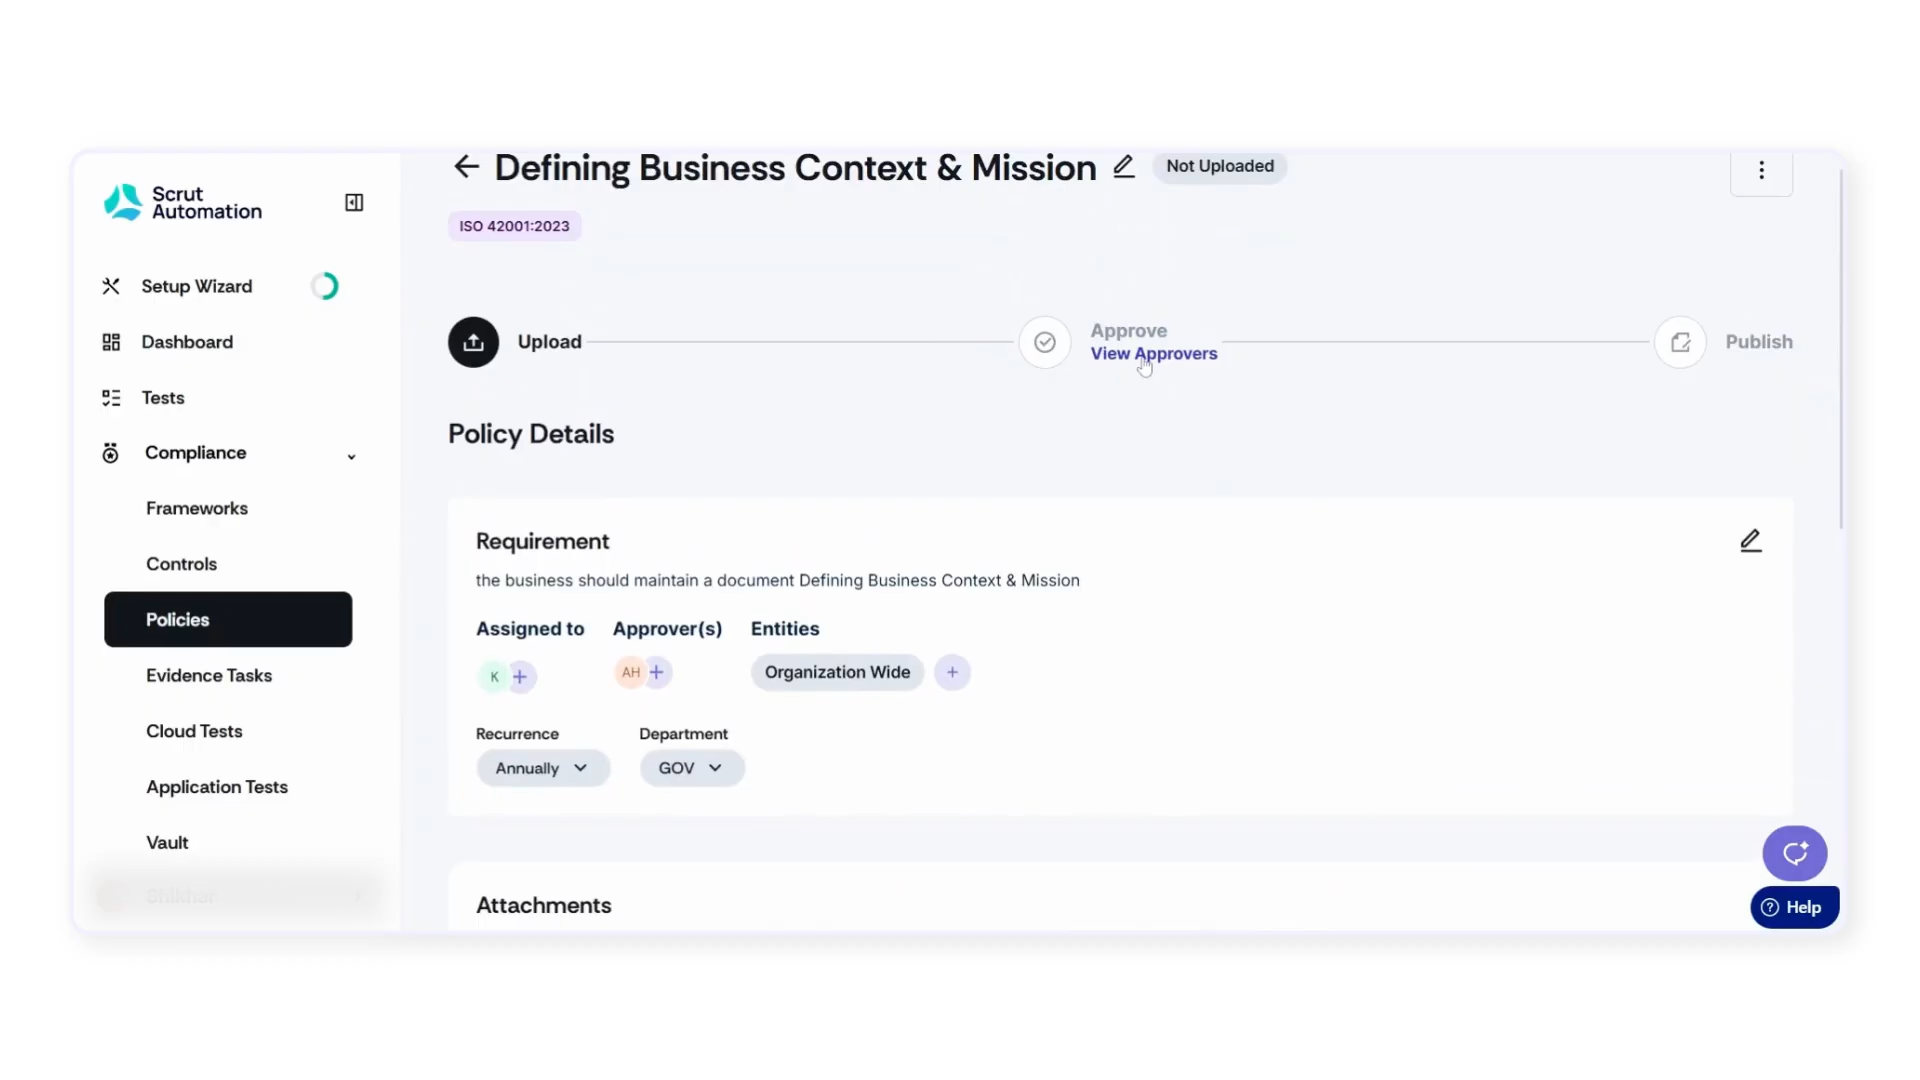 Scrut
Automation
Setup Wizard
Dashboard
Tests
Compliance
Frameworks
Controls
Policies
Evidence Tasks
Cloud Tests
Application Tests
Vault
Shikhar
Defining Business Context & Mission
Not Uploaded
ISO 42001:2023
Upload
Approve
View Approvers
Publish
Policy Details
Requirement
the business should maintain a document Defining Business Context & Mission
Assigned to Approver(s) Entities
K + AH + Organization Wide +
Recurrence Department
Annually GOV
Attachments
? Help